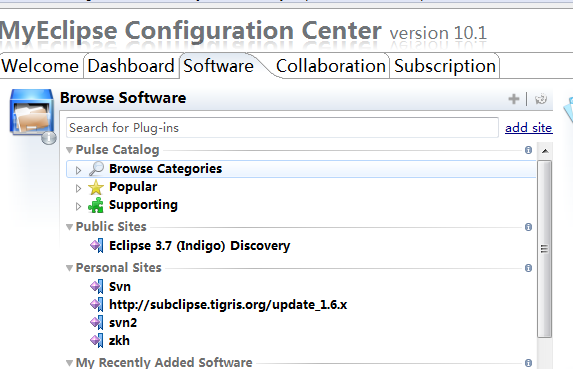 MyEclipse Configuration Center version 10.1
Welcome Dashboard Software Collaboration Subscription
Browse Software
Search for Plug-ins add site
Pulse Catalog
Browse Categories
Popular
Supporting
Public Sites
Eclipse 3.7 (Indigo) Discovery
Personal Sites
Svn
http://subclipse.tigris.org/update_1.6.x
svn2
zkh
My Recently Added Software